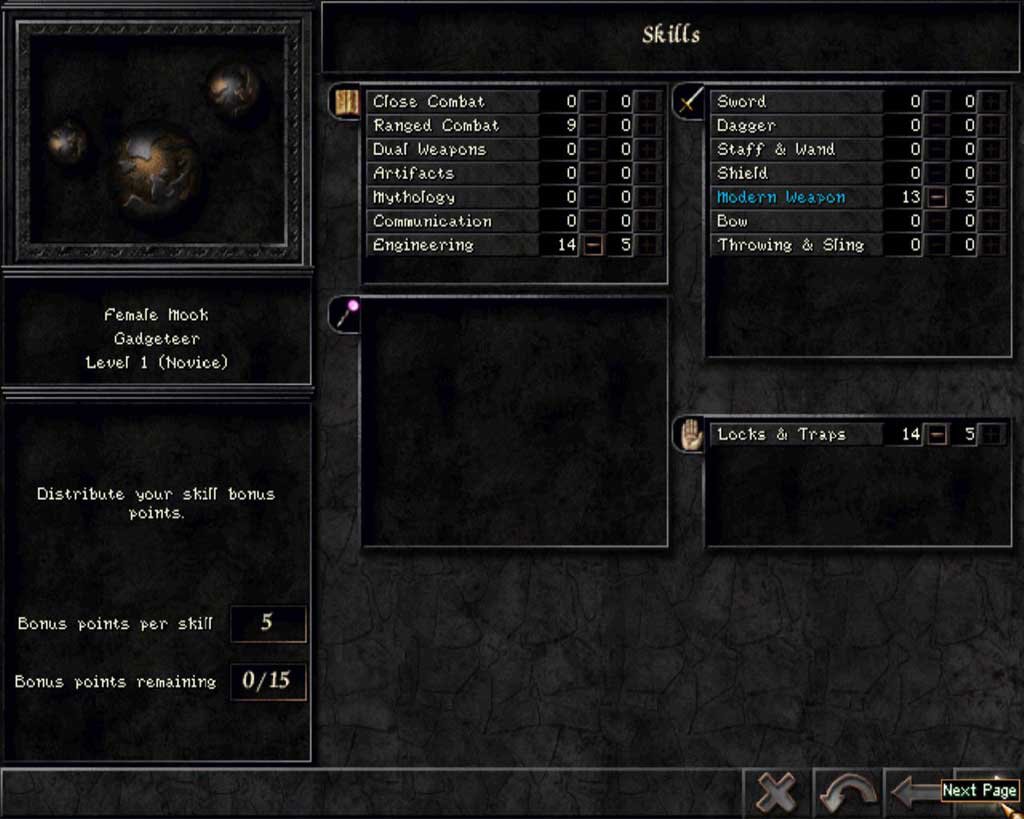 Skills
Close Combat 0 0
Ranged Combat 9 0
Dual Weapons 0 0
Artifacts 0 0
Mythology 0 0
Communication 0 0
Engineering 14 5
Sword 0 0
Dagger 0 0
Staff & Wand 0 0
Shield 0 0
Modern Weapon 13 5
Bow 0 0
Throwing & Sling 0 0
Female Mook
Gadgeteer
Level 1 (Novice)
Locks & Traps 14 5
Distribute your skill bonus
points.
Bonus points per skill 5
Bonus points remaining 0/15
Next Page